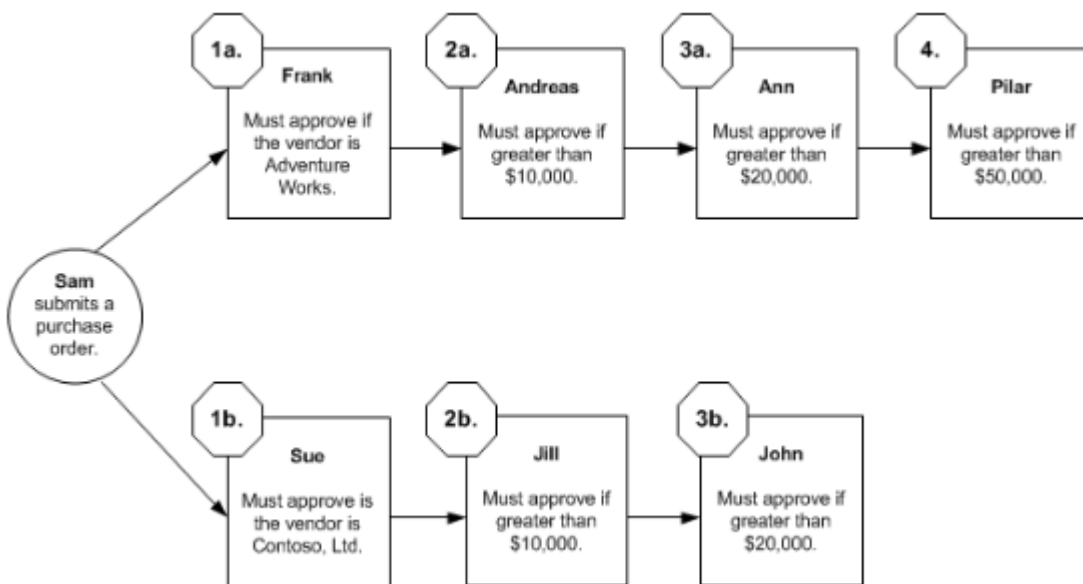 1a.
Frank
Must approve if
the vendor is
Adventure
Works.
2a.
Andreas
Must approve if
greater than
$10,000.
3a.
Ann
Must approve if
greater than
$20,000.
4.
Pilar
Must approve if
greater than
$50,000.
Sam
submits a
purchase
order.
1b.
Sue
Must approve is
the vendor is
Contoso, Ltd.
2b.
Jill
Must approve if
greater than
$10,000.
3b.
John
Must approve if
greater than
$20,000.